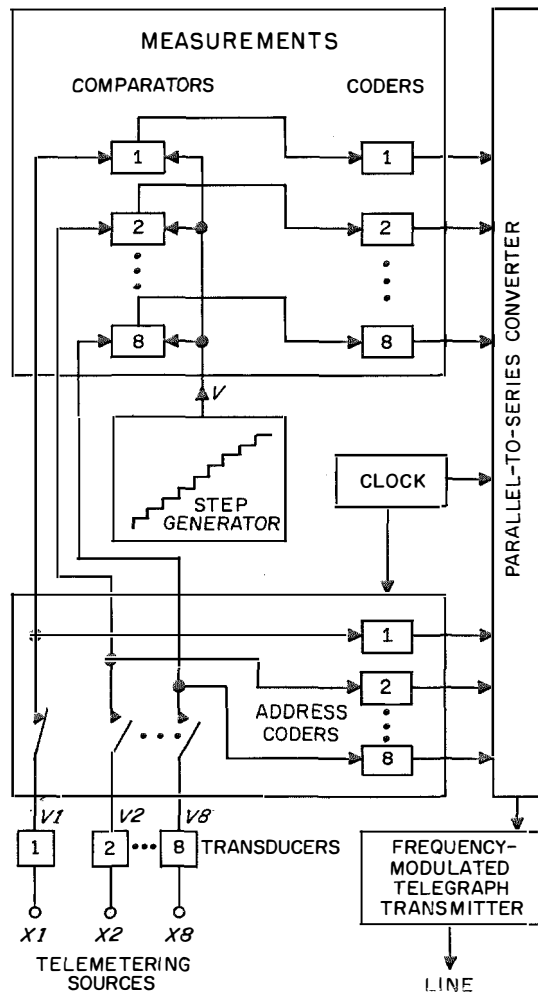 MEASUREMENTS
COMPARATORS
CODERS
1
1
2
2
8
8
V
STEP
GENERATOR
CLOCK
PARALLEL-TO-SERIES CONVERTER
1
2
ADDRESS
CODERS
8
V1
V2
V8
1
2
8
TRANSDUCERS
X1
X2
X8
TELEMETERING
SOURCES
FREQUENCY-
MODULATED
TELEGRAPH
TRANSMITTER
LINE